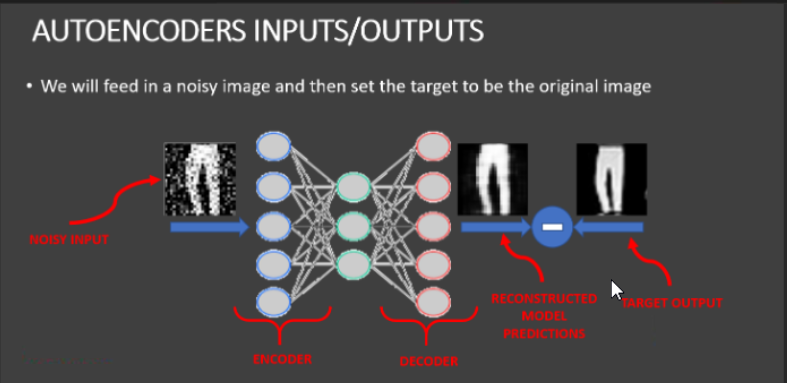 AUTOENCODERS INPUTS/OUTPUTS
• We will feed in a noisy image and then set the target to be the original image
NOISY INPUT
ENCODER
DECODER
RECONSTRUCTED
MODEL
PREDICTIONS
TARGET OUTPUT